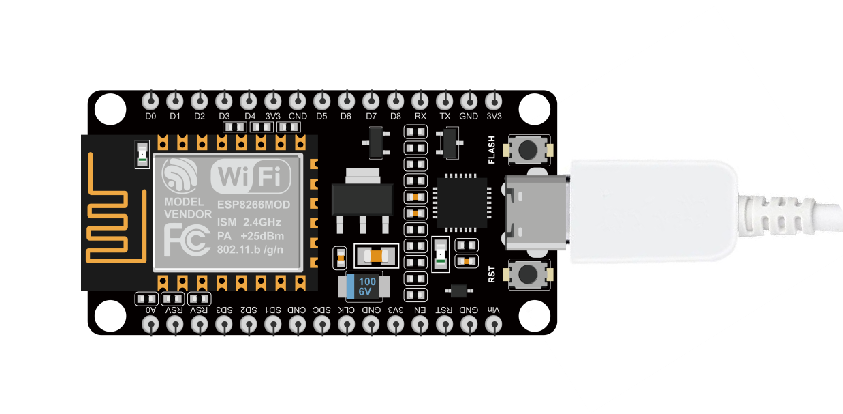 D0 D1 D2 D3 D4 3V3 GND D5 D6 D7 D8 RX TX GND 3V3
FLASH
WiFi
MODEL
VENDOR
ESP8266MOD
ISM 2.4GHz
PA +25dBm
802.11.b /g/n
FC
RST
100
6V
A0 RSV RSV SD3 SD2 SD1 CMD SD0 CLK GND 3V3 EN RST GND Vin